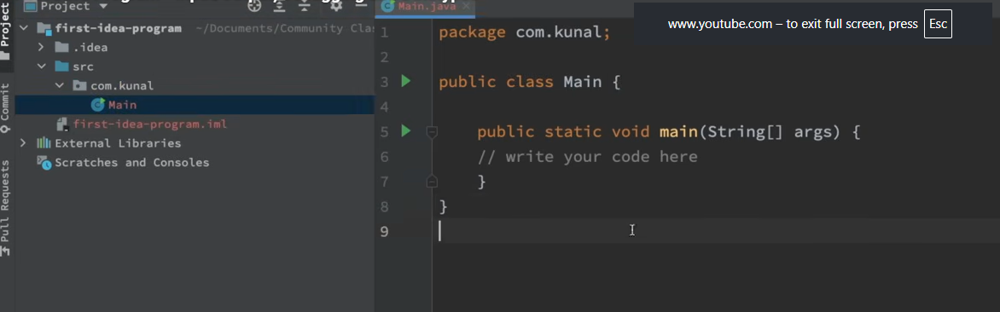 Project
Main.java
www.youtube.com – to exit full screen, press Esc
first-idea-program ~/Documents/Community Clas
.idea
src
com.kunal
Main
first-idea-program.iml
External Libraries
Scratches and Consoles
Project
Commit
Pull Requests
1 package com.kunal;
2
3 public class Main {
4
5 public static void main(String[] args) {
6 // write your code here
7 }
8 }
9